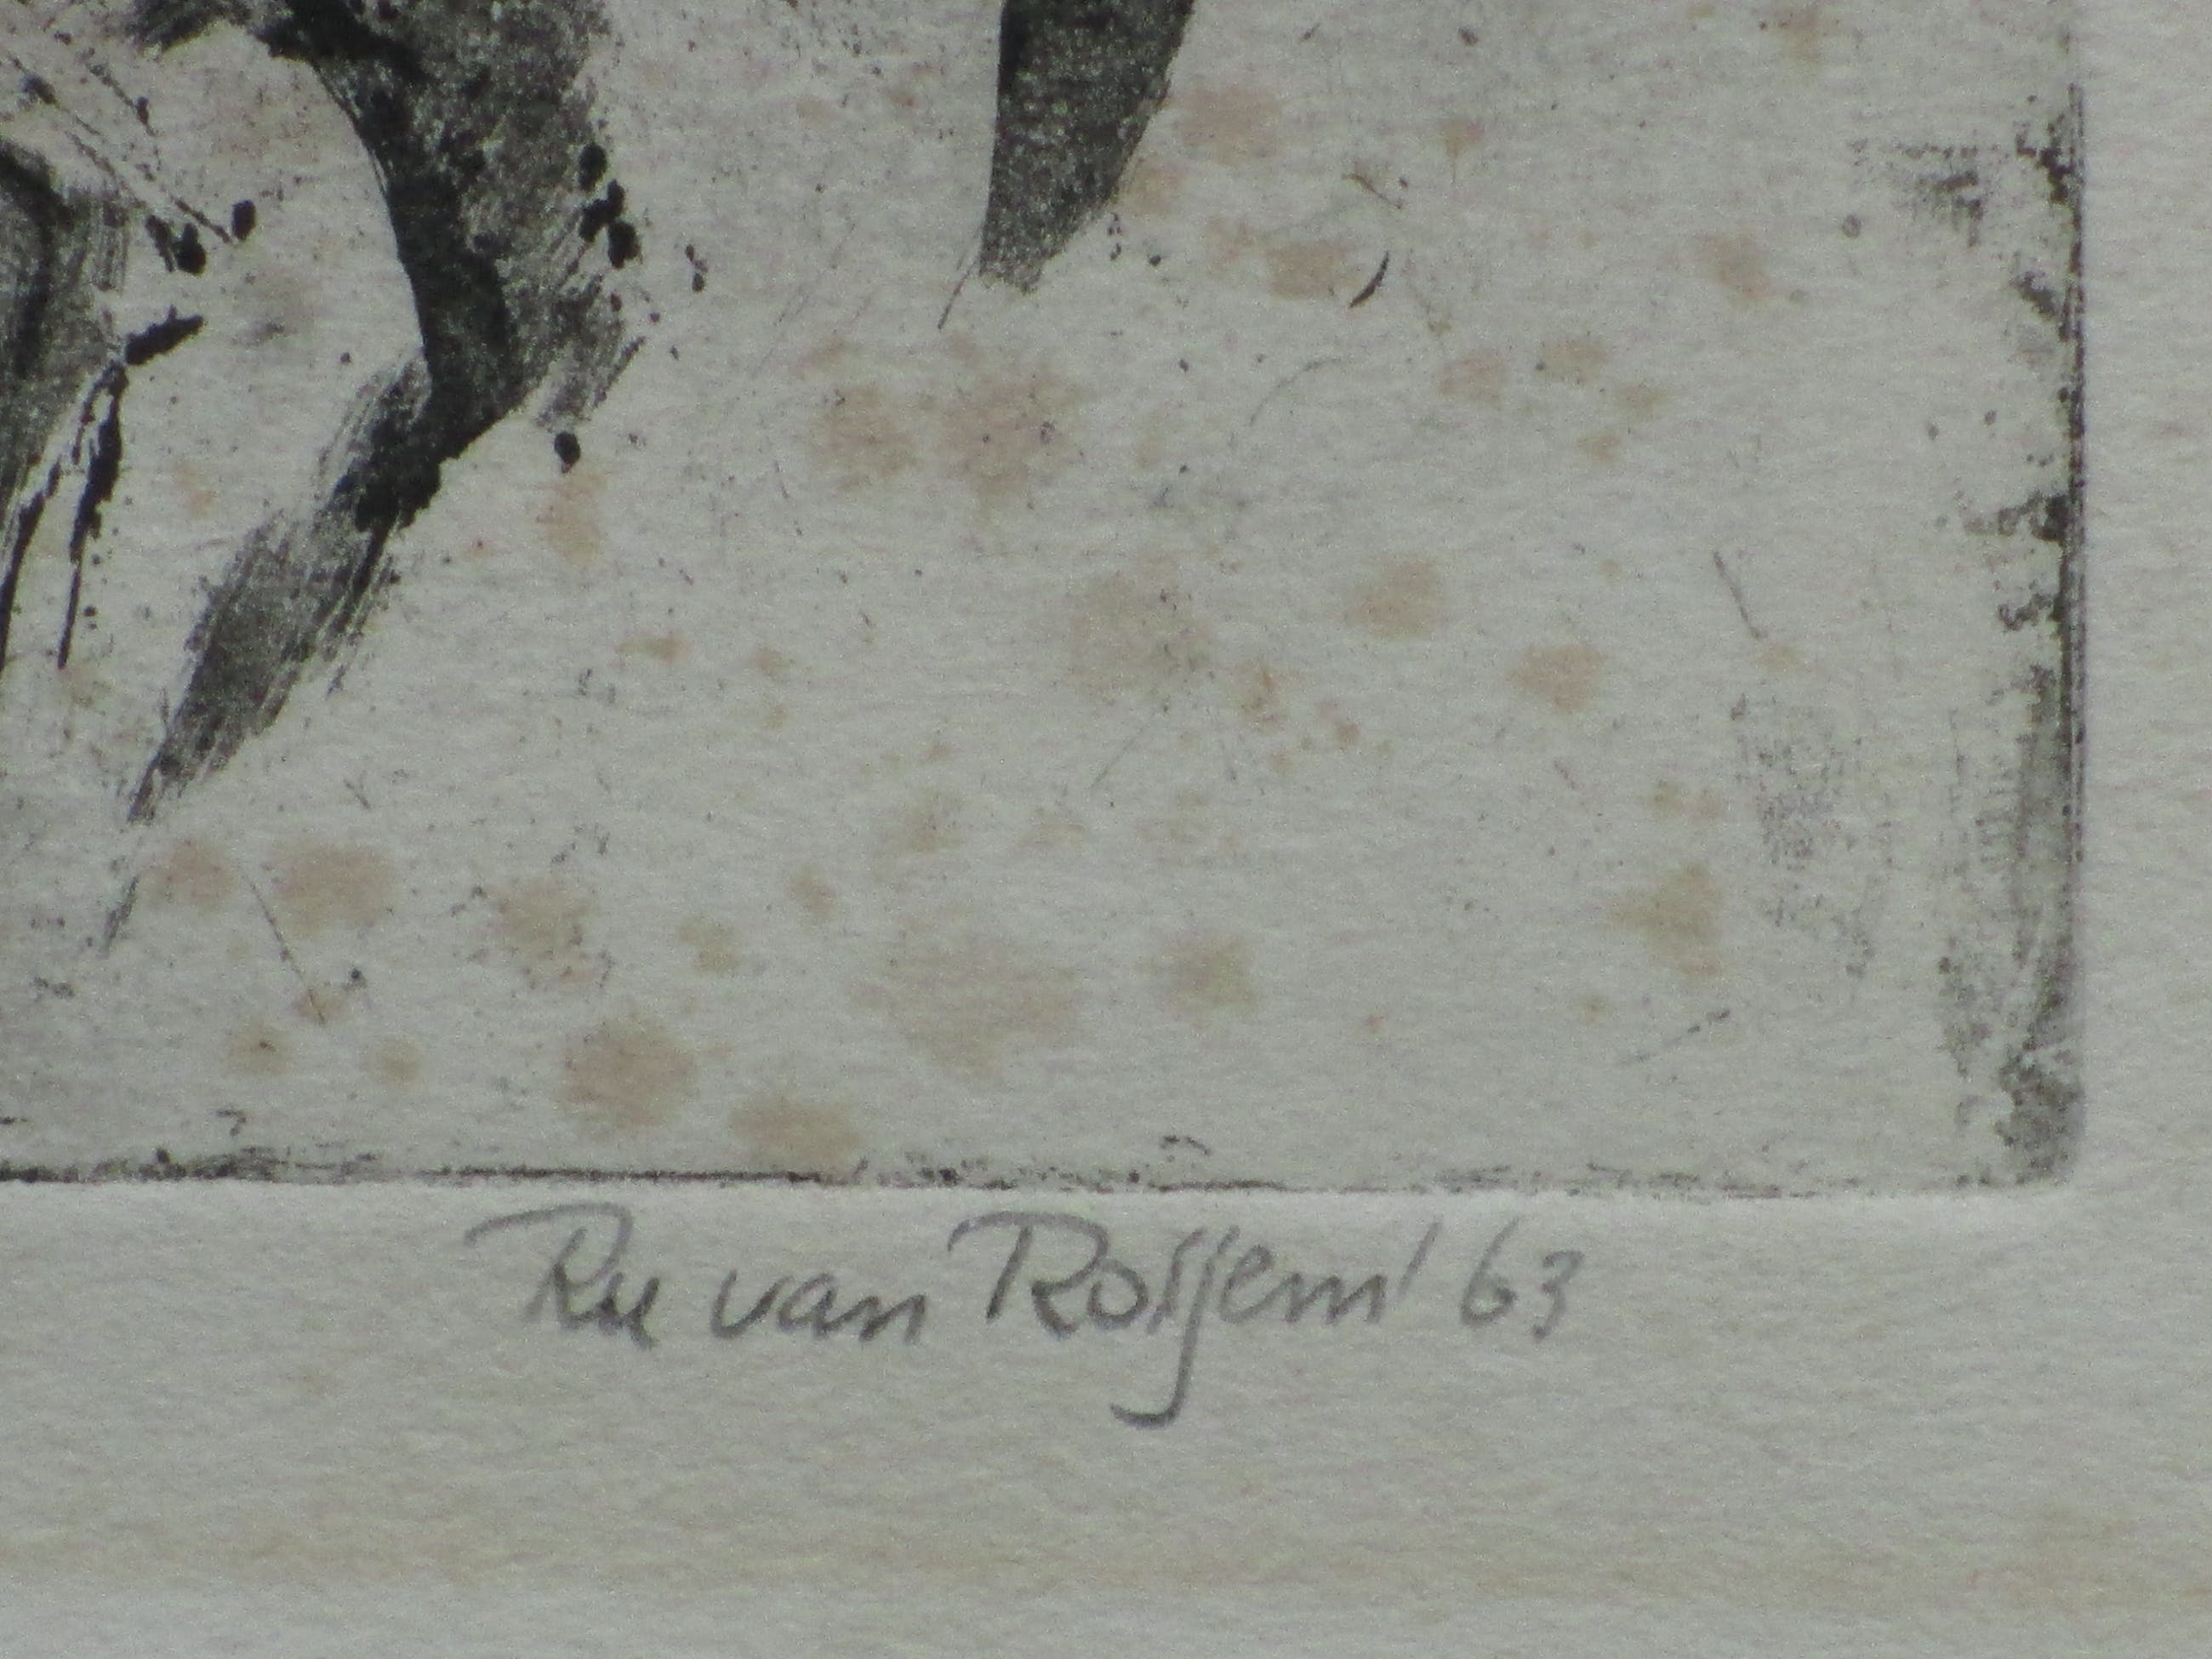 Ru van Rossem '63